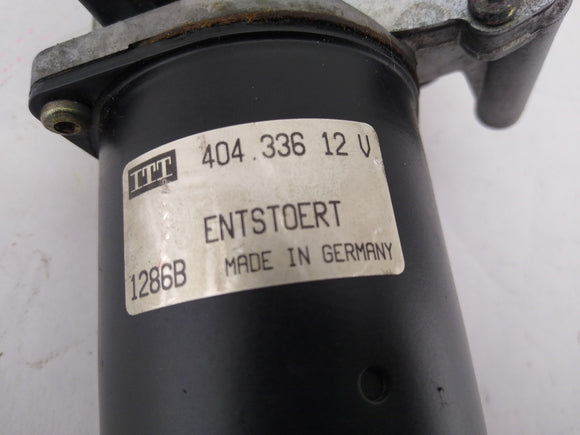 ITT 404.336 12 V
ENTSTOERT
1286B MADE IN GERMANY